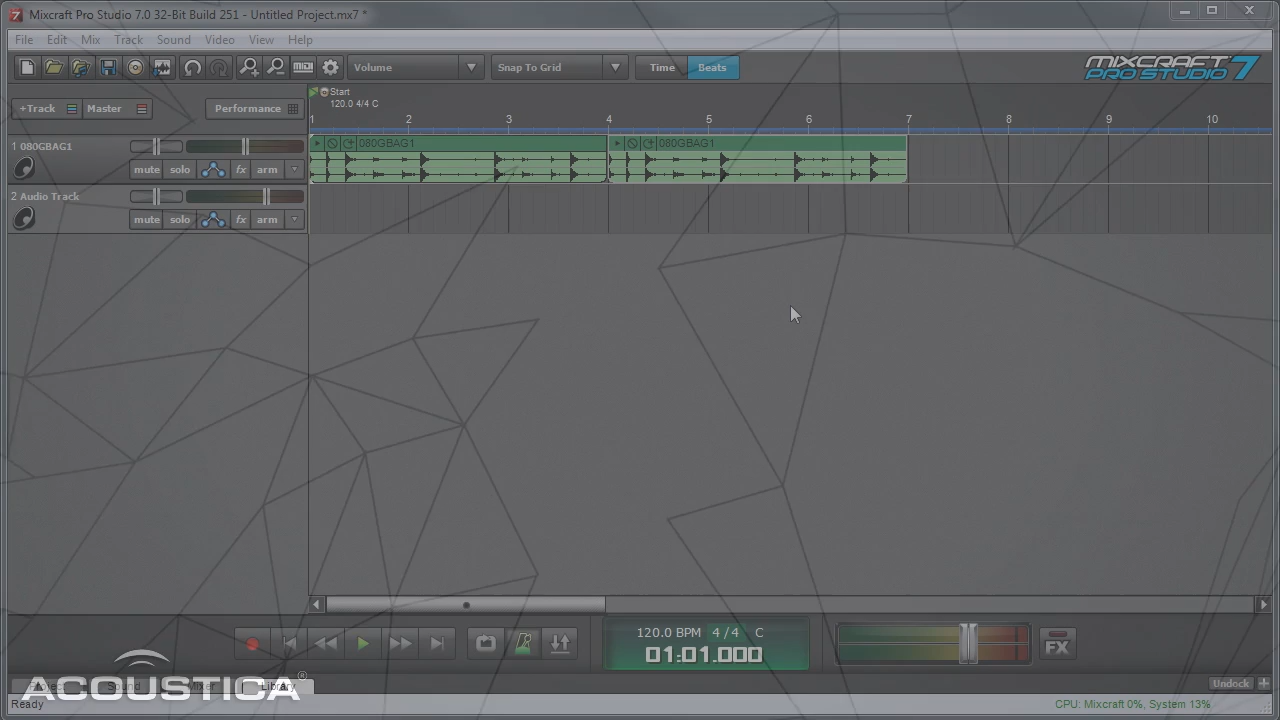 Mixcraft Pro Studio 7.0 32-Bit Build 251 - Untitled Project.mx7 *
File Edit Mix Track Sound Video View Help
Volume Snap To Grid Time Beats MIXCRAFT PRO STUDIO 7
Start
120.0 4/4 C
+Track Master Performance
1 2 3 4 5 6 7 8 9 10
1 080GBAG1 080GBAG1 080GBAG1
mute solo fx arm
2 Audio Track
mute solo fx arm
120.0 BPM 4 / 4 C
01:01.000
FX
Project Sound Mixer Library Undock
ACOUSTICA®
Ready CPU: Mixcraft 0%, System 13%